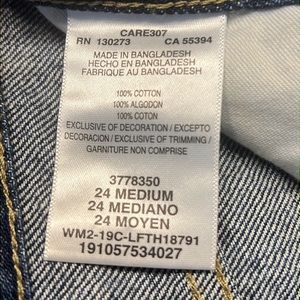 CARE307
RN 130273 CA 55394
MADE IN BANGLADESH
HECHO EN BANGLADESH
FABRIQUE AU BANGLADESH
100% COTTON
100% ALGODON
100% COTON
EXCLUSIVE OF DECORATION / EXCEPTO
DECORACION / EXCLUSIVE OF TRIMMING /
GARNITURE NON COMPRISE
3778350
24 MEDIUM
24 MEDIANO
24 MOYEN
WM2-19C-LFTH18791
191057534027